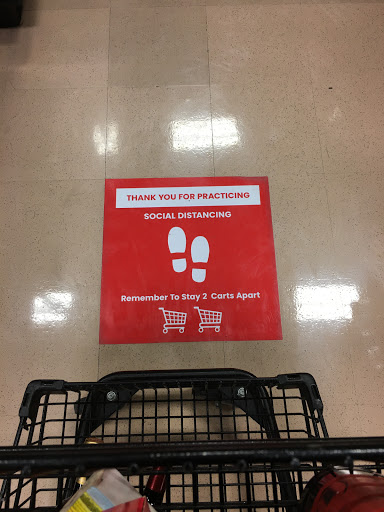 THANK YOU FOR PRACTICING
SOCIAL DISTANCING
Remember To Stay 2 Carts Apart